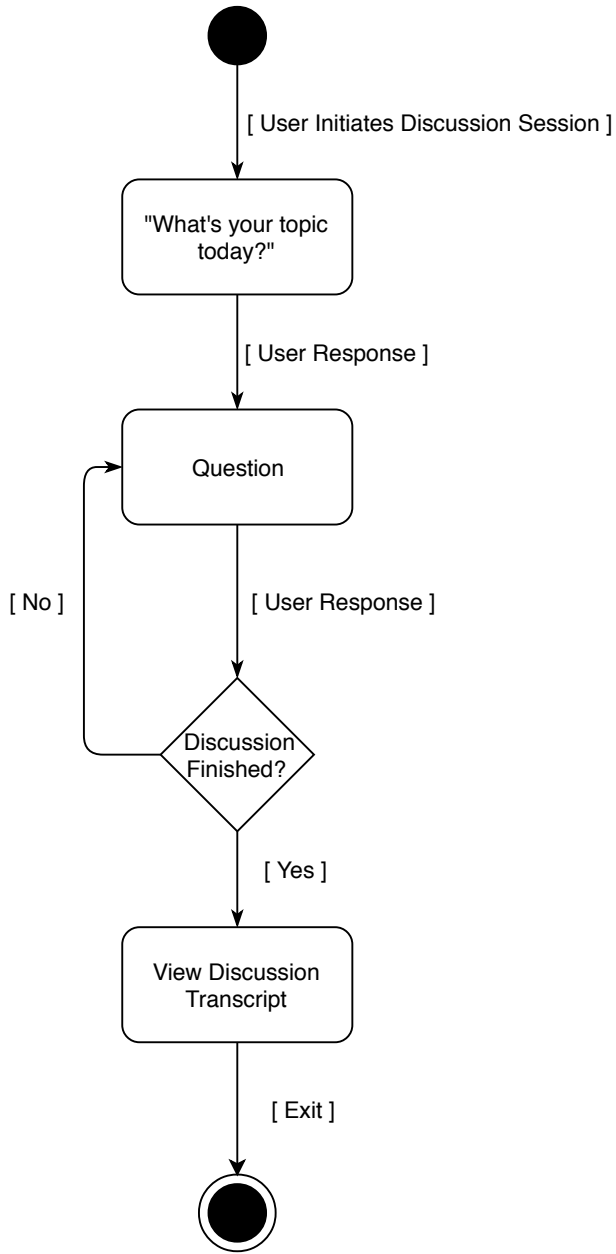 [ User Initiates Discussion Session ]
"What's your topic
today?"
[ User Response ]
Question
[ No ]
[ User Response ]
Discussion
Finished?
[ Yes ]
View Discussion
Transcript
[ Exit ]